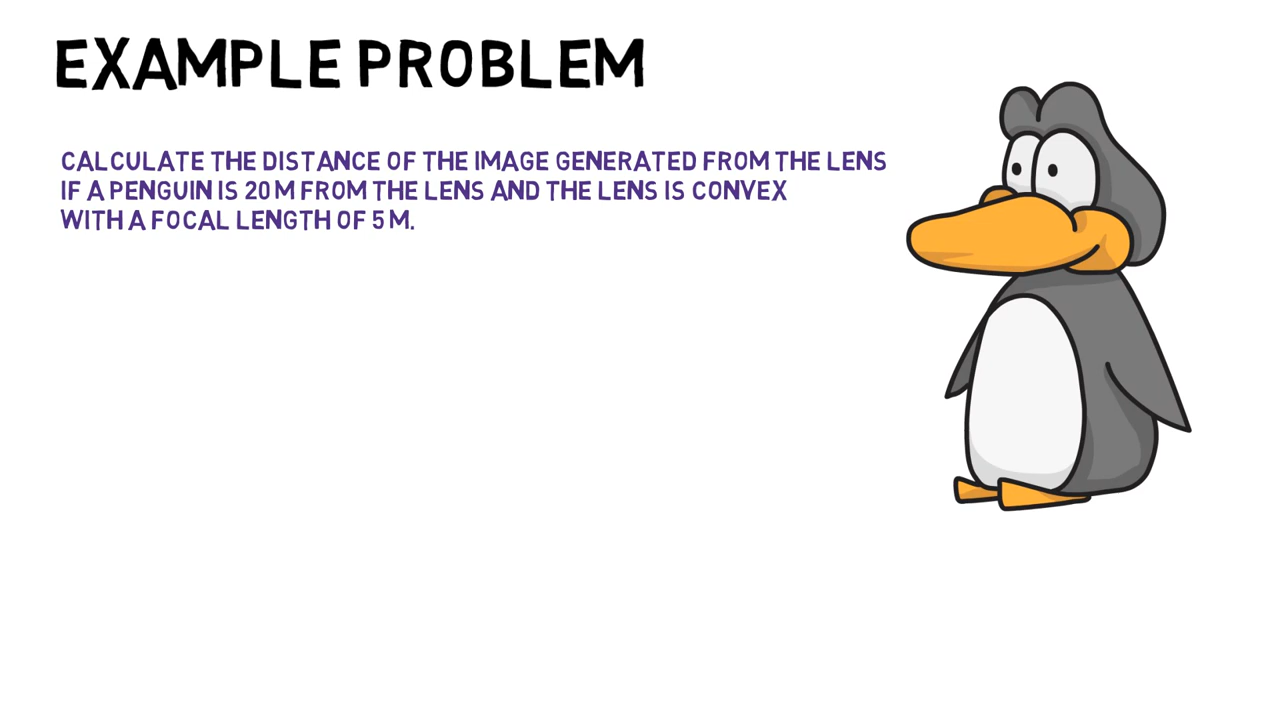 EXAMPLE PROBLEM
CALCULATE THE DISTANCE OF THE IMAGE GENERATED FROM THE LENS
IF A PENGUIN IS 20 M FROM THE LENS AND THE LENS IS CONVEX
WITH A FOCAL LENGTH OF 5 M.